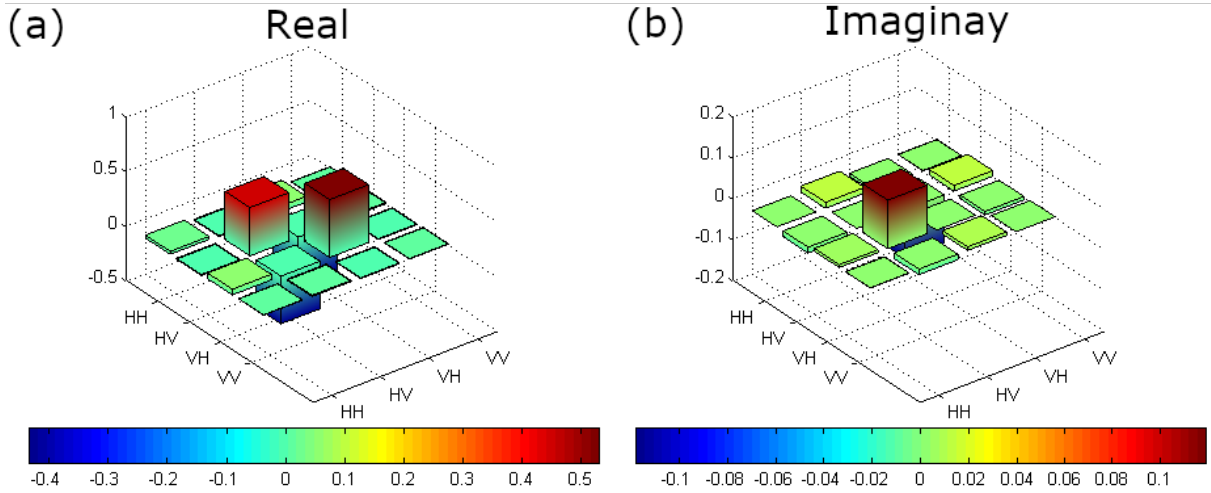 (a) Real
1
0.5
0
-0.5
HH
HV
VH
VV
HH
HV
VH
VV
-0.4 -0.3 -0.2 -0.1 0 0.1 0.2 0.3 0.4 0.5
(b) Imaginay
0.2
0.1
0
-0.1
-0.2
HH
HV
VH
VV
HH
HV
VH
VV
-0.1 -0.08 -0.06 -0.04 -0.02 0 0.02 0.04 0.06 0.08 0.1